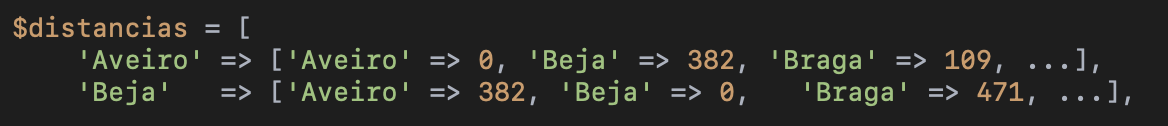 $distancias = [
    'Aveiro' => ['Aveiro' => 0, 'Beja' => 382, 'Braga' => 109, ...],
    'Beja'   => ['Aveiro' => 382, 'Beja' => 0,   'Braga' => 471, ...],